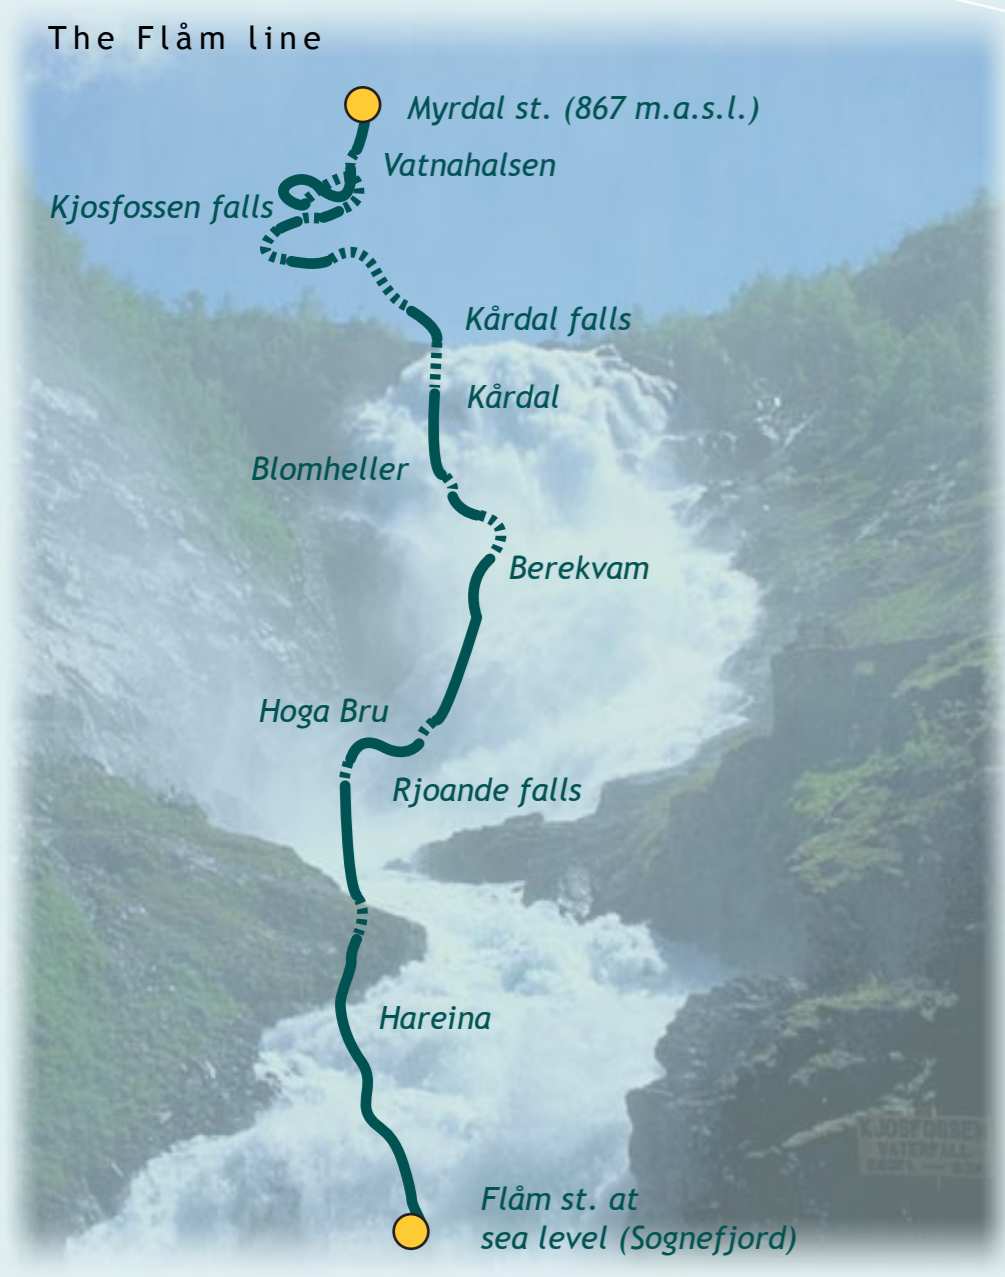 The Flåm line
Myrdal st. (867 m.a.s.l.)
Vatnahalsen
Kjosfossen falls
Kårdal falls
Kårdal
Blomheller
Berekvam
Hoga Bru
Rjoande falls
Hareina
KJOSFOSSEN
Flåm st. at
sea level (Sognefjord)